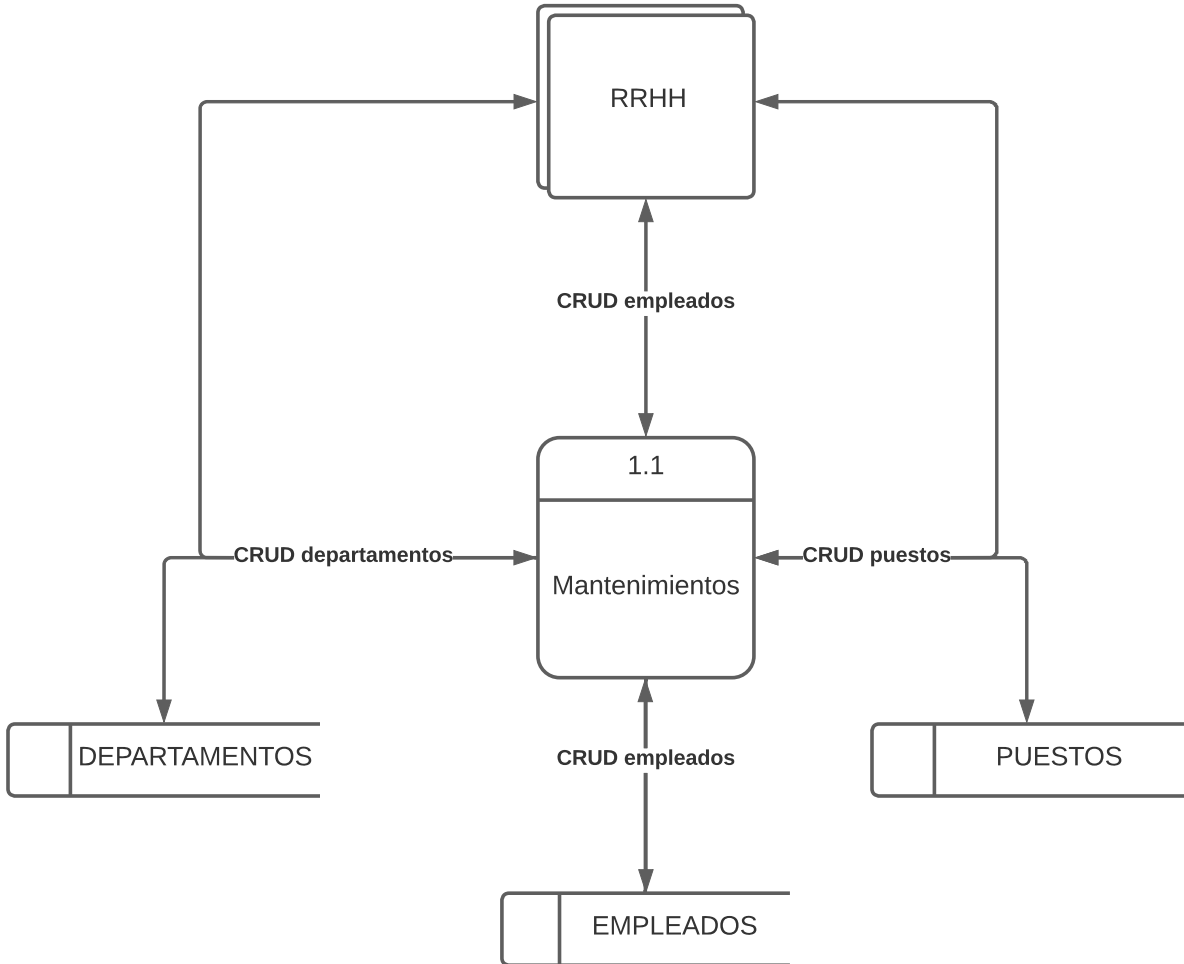 RRHH
CRUD empleados
1.1
Mantenimientos
CRUD departamentos
CRUD puestos
DEPARTAMENTOS
CRUD empleados
PUESTOS
EMPLEADOS